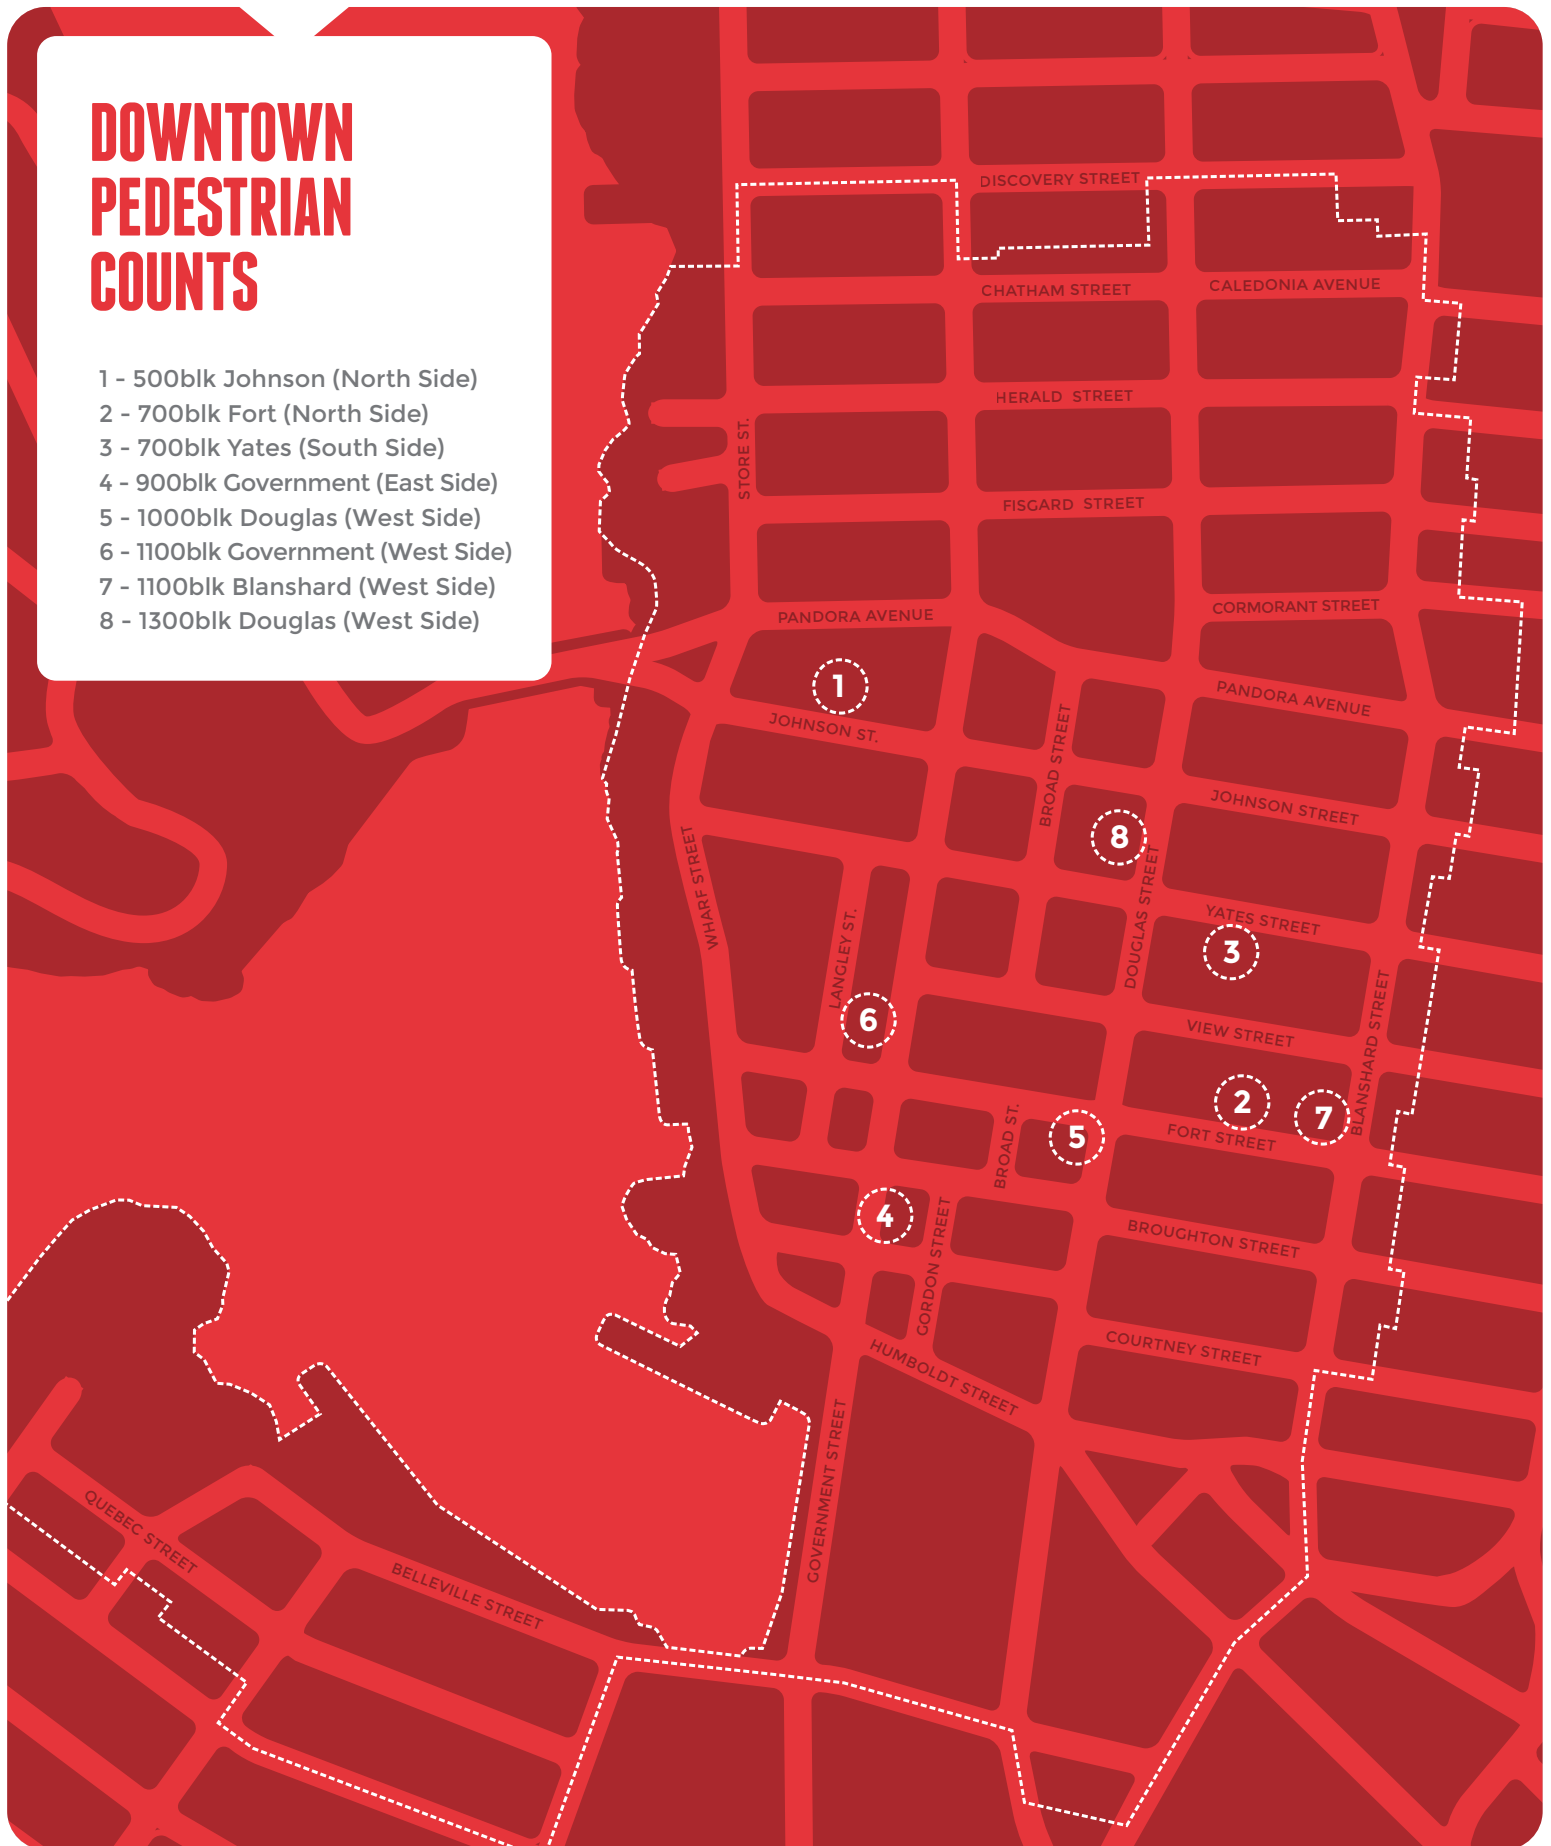 DOWNTOWN
PEDESTRIAN
COUNTS
1 - 500blk Johnson (North Side)
2 - 700blk Fort (North Side)
3 - 700blk Yates (South Side)
4 - 900blk Government (East Side)
5 - 1000blk Douglas (West Side)
6 - 1100blk Government (West Side)
7 - 1100blk Blanshard (West Side)
8 - 1300blk Douglas (West Side)
DISCOVERY STREET
CHATHAM STREET
CALEDONIA AVENUE
HERALD STREET
STORE ST.
FISGARD STREET
PANDORA AVENUE
CORMORANT STREET
1
PANDORA AVENUE
JOHNSON ST.
BROAD STREET
JOHNSON STREET
8
WHARF STREET
DOUGLAS STREET
YATES STREET
3
LANGLEY ST.
6
VIEW STREET
BLANSHARD STREET
2
7
5
FORT STREET
BROAD ST.
4
GORDON STREET
BROUGHTON STREET
COURTNEY STREET
HUMBOLDT STREET
GOVERNMENT STREET
QUEBEC STREET
BELLEVILLE STREET